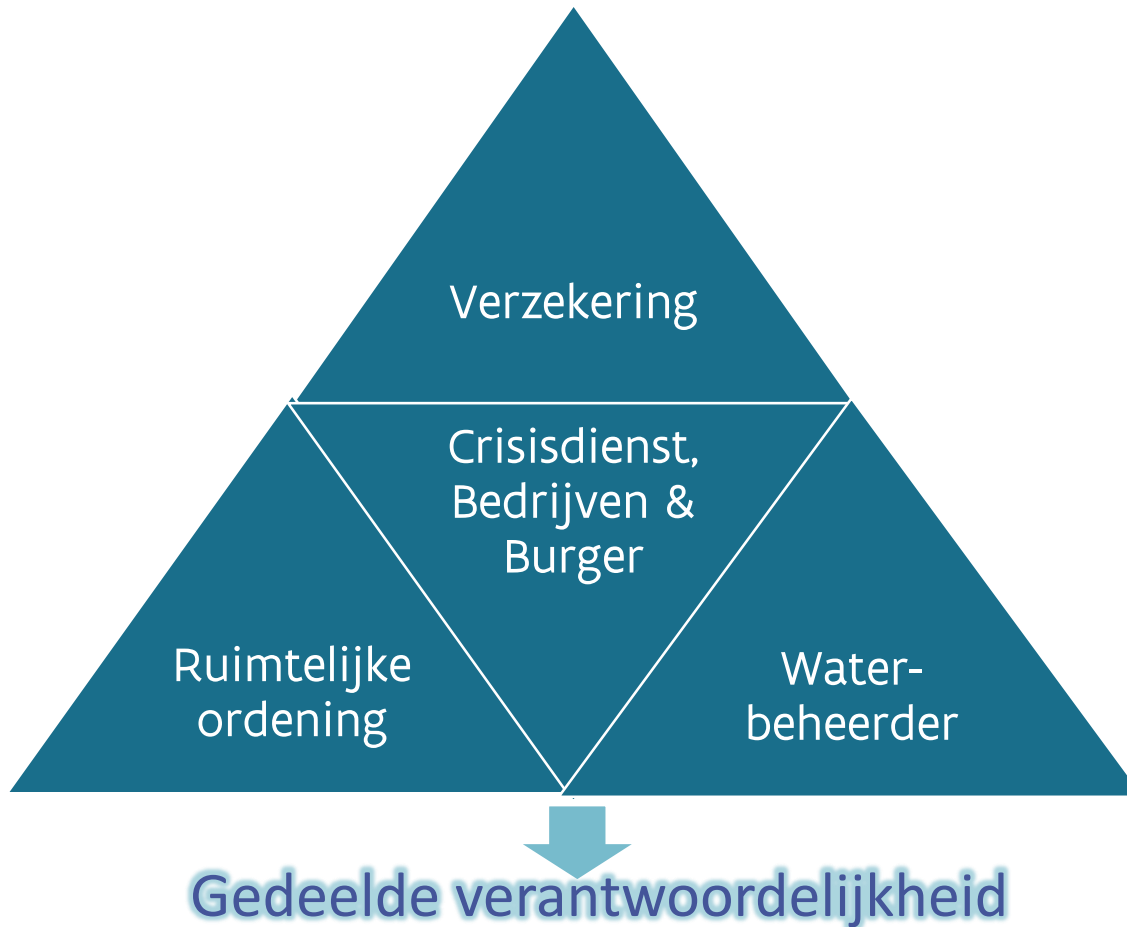 Verzekering
Crisisdienst,
Bedrijven &
Burger
Ruimtelijke
ordening
Water-
beheerder
Gedeelde verantwoordelijkheid